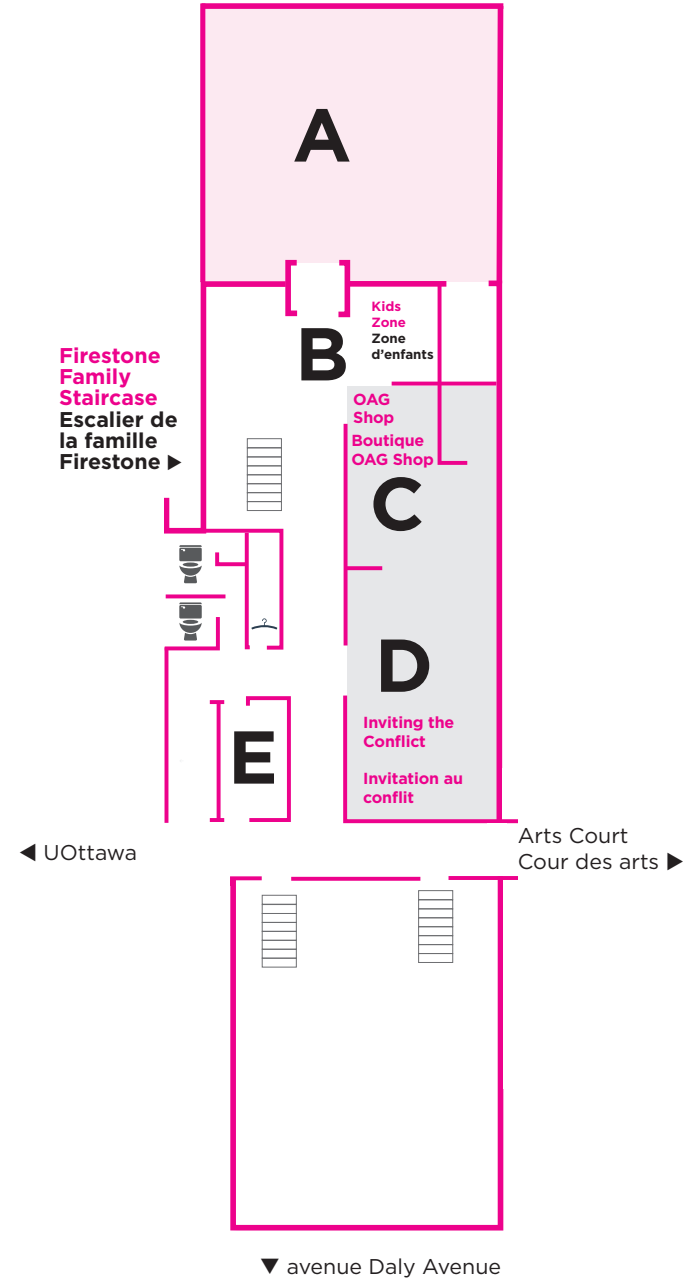 A
Kids
Zone
Zone
d'enfants
B
Firestone
Family
Staircase
Escalier de
la famille
Firestone ▶
OAG
Shop
Boutique
OAG Shop
C
D
Inviting the
Conflict
Invitation au
conflit
E
◀ UOttawa
Arts Court
Cour des arts ▶
▼ avenue Daly Avenue